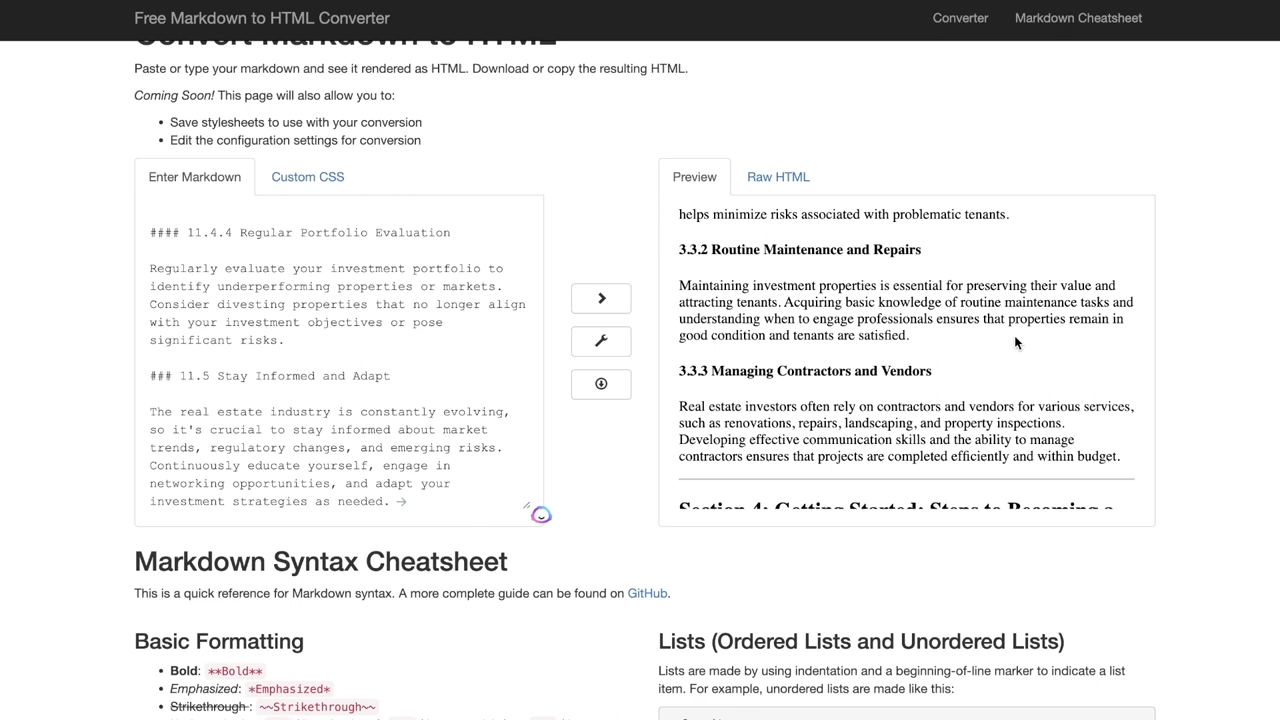 Free Markdown to HTML Converter
Converter
Markdown Cheatsheet
Convert Markdown to HTML
Paste or type your markdown and see it rendered as HTML. Download or copy the resulting HTML.
Coming Soon! This page will also allow you to:
• Save stylesheets to use with your conversion
• Edit the configuration settings for conversion
Enter Markdown
Custom CSS
#### 11.4.4 Regular Portfolio Evaluation
Regularly evaluate your investment portfolio to
identify underperforming properties or markets.
Consider divesting properties that no longer align
with your investment objectives or pose
significant risks.
### 11.5 Stay Informed and Adapt
The real estate industry is constantly evolving,
so it's crucial to stay informed about market
trends, regulatory changes, and emerging risks.
Continuously educate yourself, engage in
networking opportunities, and adapt your
investment strategies as needed. →
Preview
Raw HTML
helps minimize risks associated with problematic tenants.
3.3.2 Routine Maintenance and Repairs
Maintaining investment properties is essential for preserving their value and
attracting tenants. Acquiring basic knowledge of routine maintenance tasks and
understanding when to engage professionals ensures that properties remain in
good condition and tenants are satisfied.
3.3.3 Managing Contractors and Vendors
Real estate investors often rely on contractors and vendors for various services,
such as renovations, repairs, landscaping, and property inspections.
Developing effective communication skills and the ability to manage
contractors ensures that projects are completed efficiently and within budget.
Section 4: Getting Started: Steps to Becoming a
Markdown Syntax Cheatsheet
This is a quick reference for Markdown syntax. A more complete guide can be found on GitHub.
Basic Formatting
• Bold: **Bold**
• Emphasized: *Emphasized*
• Strikethrough: ~~Strikethrough~~
Lists (Ordered Lists and Unordered Lists)
Lists are made by using indentation and a beginning-of-line marker to indicate a list
item. For example, unordered lists are made like this: